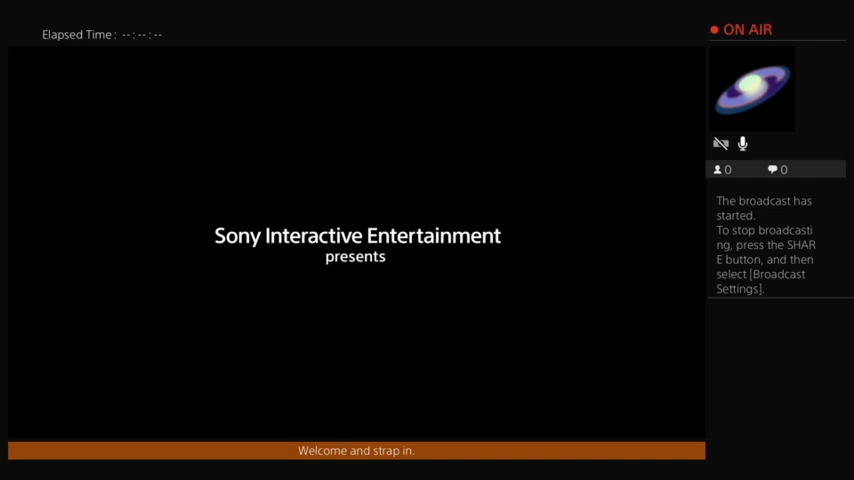 Elapsed Time : -- : -- : --
ON AIR
0 0
The broadcast has
started.
To stop broadcasti
ng, press the SHAR
E button, and then
select [Broadcast
Settings].
Sony Interactive Entertainment
presents
Welcome and strap in.